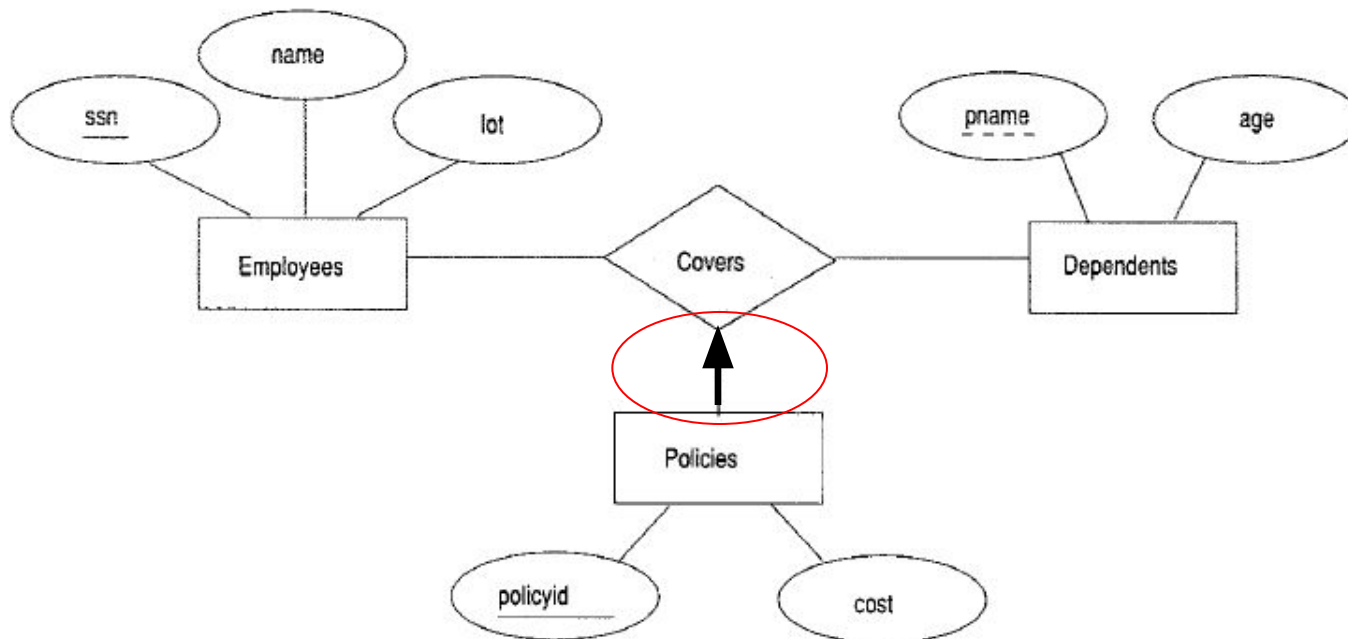 name
ssn
lot
pname
age
Employees
Covers
Dependents
Policies
policyid
cost